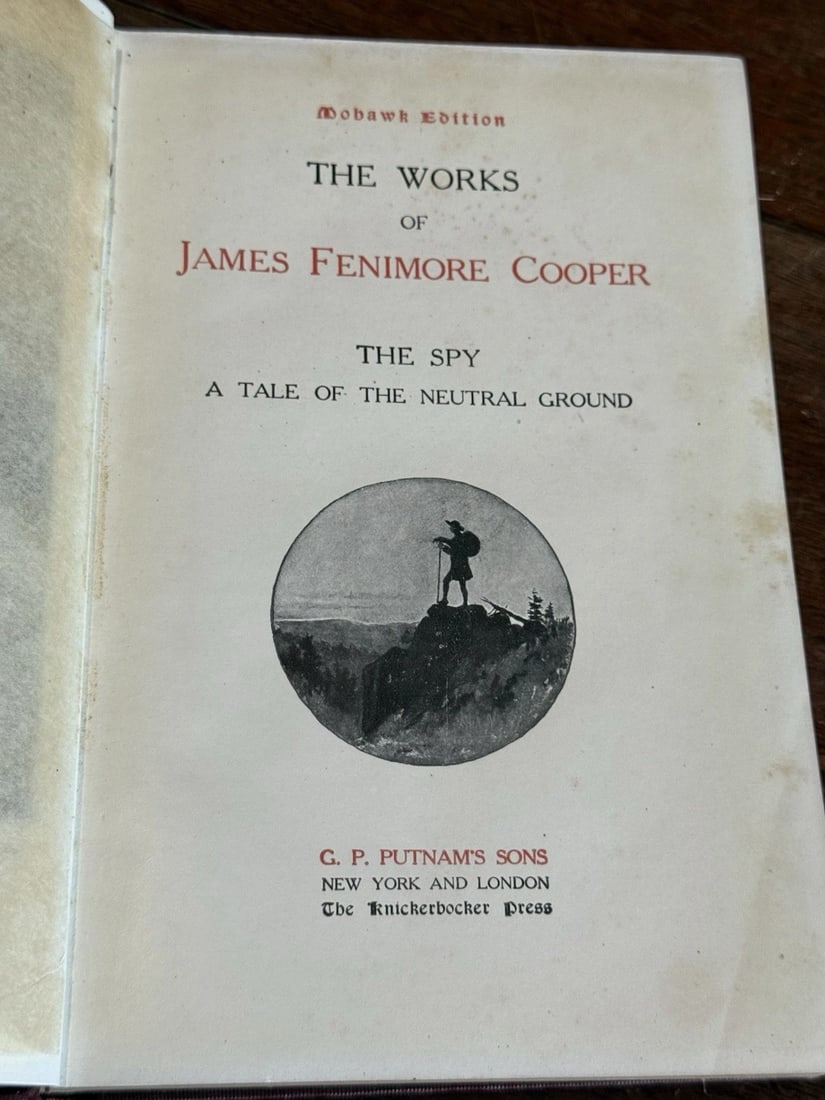 Mohawk Edition
THE WORKS
OF
JAMES FENIMORE COOPER
THE SPY
A TALE OF THE NEUTRAL GROUND
G. P. PUTNAM'S SONS
NEW YORK AND LONDON
The Knickerbocker Press